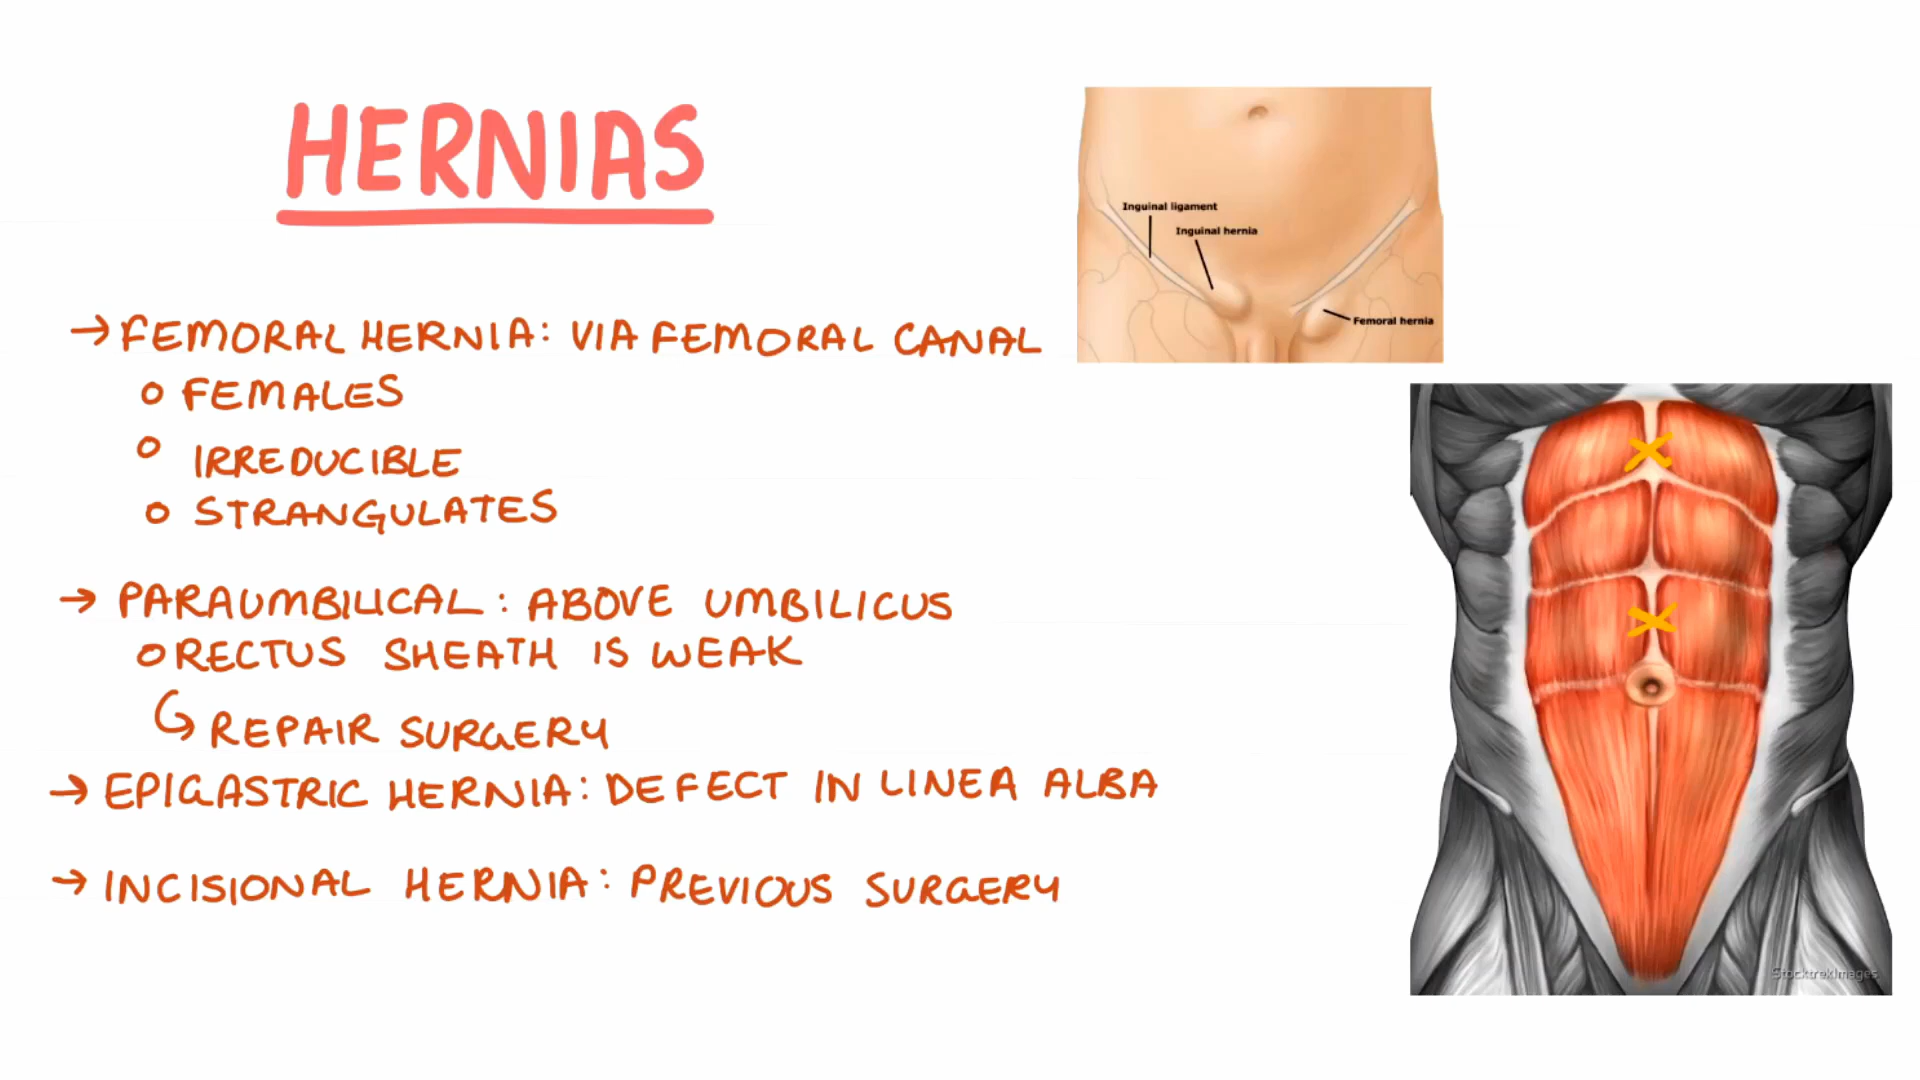 HERNIAS
→ FEMORAL HERNIA: VIA FEMORAL CANAL
o FEMALES
o IRREDUCIBLE
o STRANGULATES
→ PARAUMBILICAL: ABOVE UMBILICUS
o RECTUS SHEATH IS WEAK
↳ REPAIR SURGERY
→ EPIGASTRIC HERNIA: DEFECT IN LINEA ALBA
→ INCISIONAL HERNIA: PREVIOUS SURGERY
Inguinal ligament
Inguinal hernia
Femoral hernia
StocktrekImages